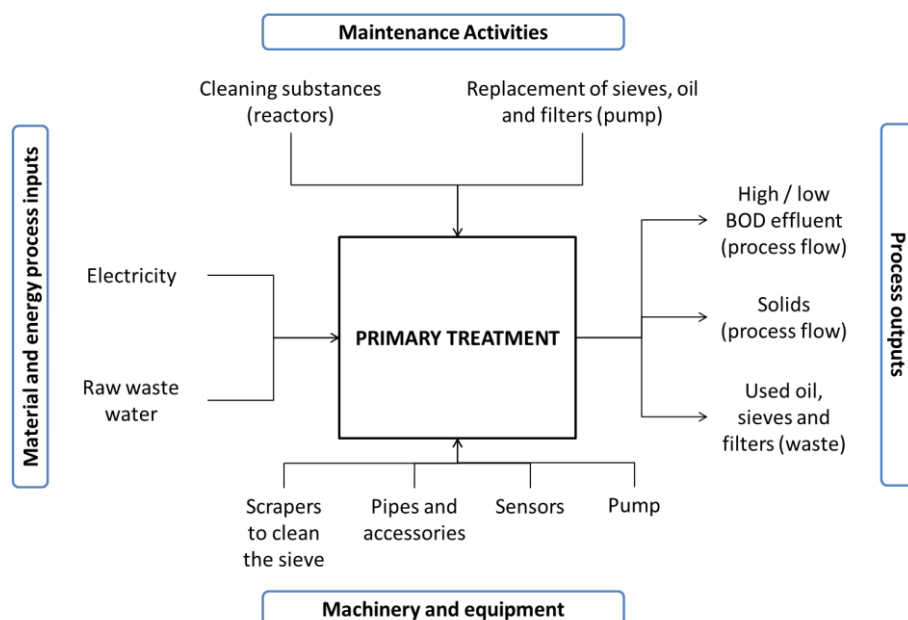 Maintenance Activities
Cleaning substances
(reactors)
Replacement of sieves, oil
and filters (pump)
Material and energy process inputs
Electricity
Raw waste
water
PRIMARY TREATMENT
High / low
BOD effluent
(process flow)
Solids
(process flow)
Used oil,
sieves and
filters (waste)
Process outputs
Scrapers
to clean
the sieve
Pipes and
accessories
Sensors
Pump
Machinery and equipment